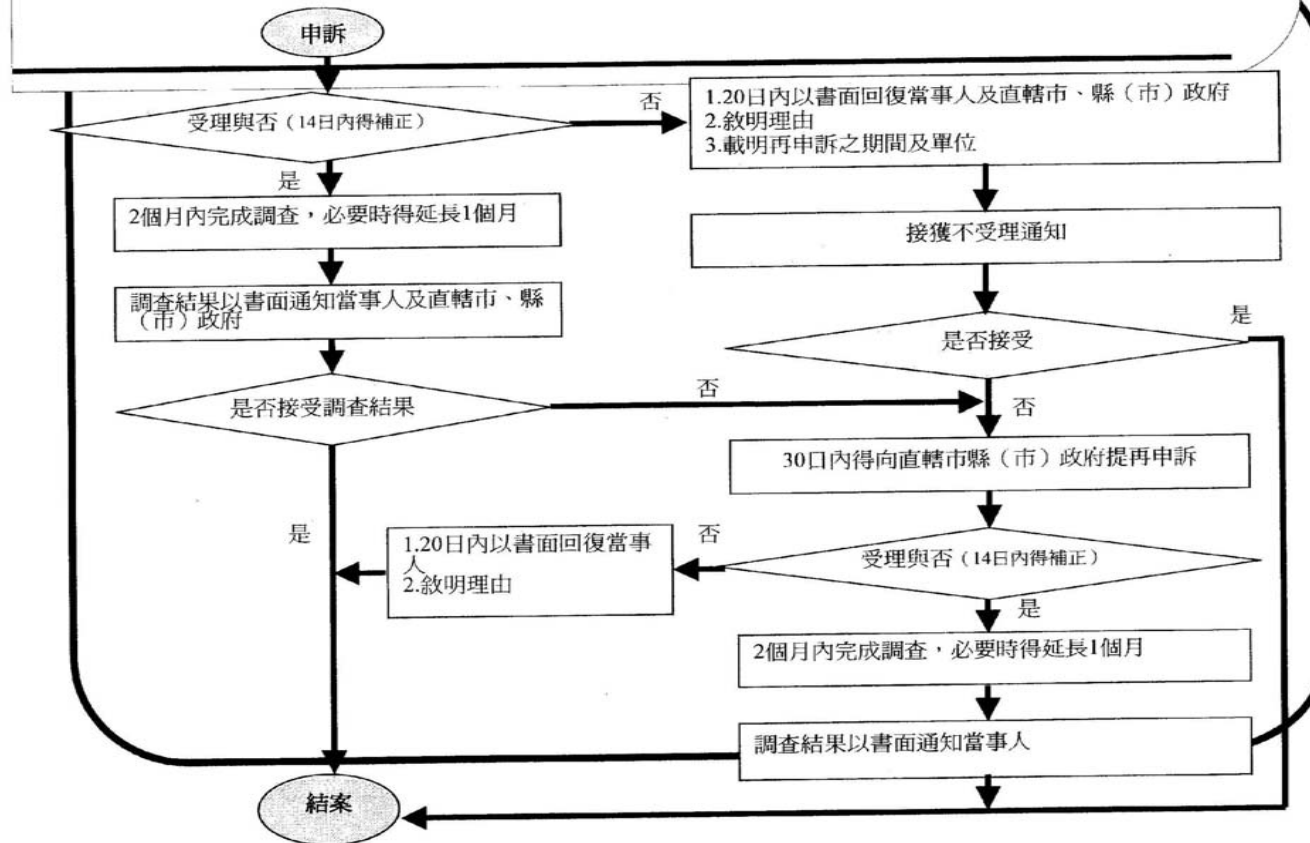 申訴
受理與否（14日內得補正）
否
1.20日內以書面回復當事人及直轄市、縣（市）政府
2.敘明理由
3.載明再申訴之期間及單位
是
2個月內完成調查，必要時得延長1個月
接獲不受理通知
調查結果以書面通知當事人及直轄市、縣
（市）政府
是否接受
是
是否接受調查結果
否
否
30日內得向直轄市縣（市）政府提再申訴
是
1.20日內以書面回復當事
人
2.敘明理由
否
受理與否（14日內得補正）
是
2個月內完成調查，必要時得延長1個月
調查結果以書面通知當事人
結案